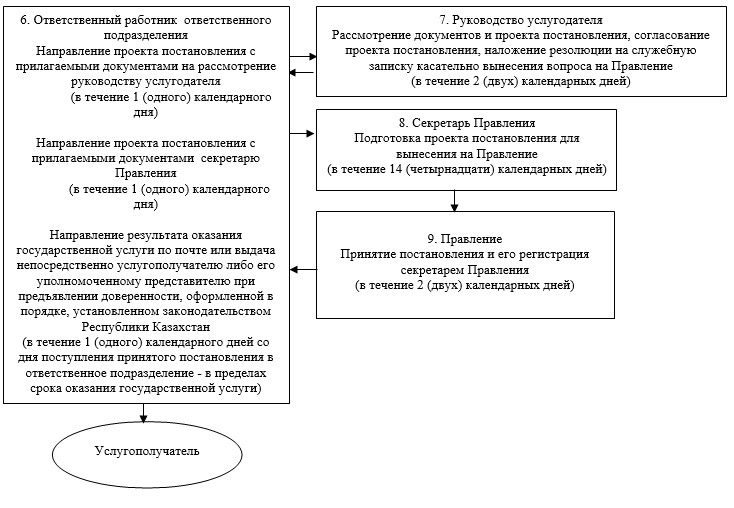 6. Ответственный работник ответственного
подразделения
Направление проекта постановления с
прилагаемыми документами на рассмотрение
руководству услугодателя
(в течение 1 (одного) календарного
дня)
Направление проекта постановления с
прилагаемыми документами секретарю
Правления
(в течение 1 (одного) календарного
дня)
Направление результата оказания
государственной услуги по почте или выдача
непосредственно услугополучателю либо его
уполномоченному представителю при
предъявлении доверенности, оформленной в
порядке, установленном законодательством
Республики Казахстан
(в течение 1 (одного) календарного дней со
дня поступления принятого постановления в
ответственное подразделение - в пределах
срока оказания государственной услуги)
7. Руководство услугодателя
Рассмотрение документов и проекта постановления, согласование
проекта постановления, наложение резолюции на служебную
записку касательно вынесения вопроса на Правление
(в течение 2 (двух) календарных дней)
8. Секретарь Правления
Подготовка проекта постановления для
вынесения на Правление
(в течение 14 (четырнадцати) календарных дней)
9. Правление
Принятие постановления и его регистрация
секретарем Правления
(в течение 2 (двух) календарных дней)
Услугополучатель